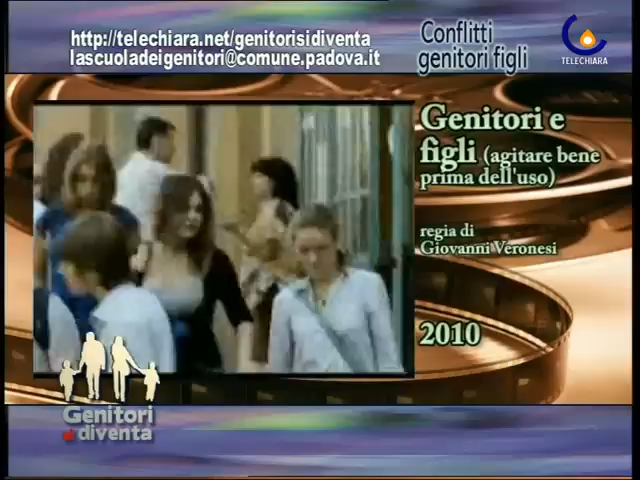 http://telechiara.net/genitorisidiventa
lascuoladeigenitori@comune.padova.it
Conflitti
genitori figli
TELECHIARA
Genitori e
figli (agitare bene
prima dell'uso)
regia di
Giovanni Veronesi
2010
Genitori
si diventa